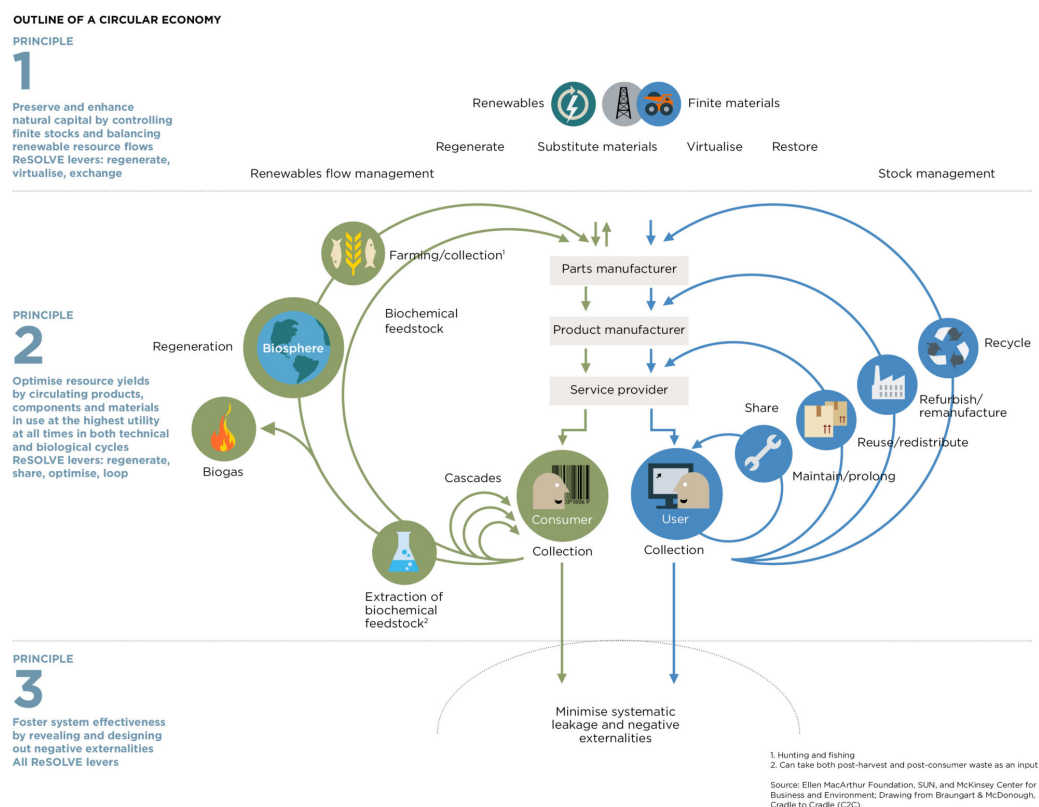 OUTLINE OF A CIRCULAR ECONOMY
PRINCIPLE
1
Preserve and enhance
natural capital by controlling
finite stocks and balancing
renewable resource flows
ReSOLVE levers: regenerate,
virtualise, exchange
Renewables
Finite materials
Regenerate
Substitute materials
Virtualise
Restore
Renewables flow management
Stock management
PRINCIPLE
2
Optimise resource yields
by circulating products,
components and materials
in use at the highest utility
at all times in both technical
and biological cycles
ReSOLVE levers: regenerate,
share, optimise, loop
Farming/collection¹
Biochemical
feedstock
Regeneration
Biosphere
Biogas
Cascades
Extraction of
biochemical
feedstock²
Parts manufacturer
Product manufacturer
Service provider
Consumer
Collection
User
Collection
Share
Maintain/prolong
Reuse/redistribute
Refurbish/
remanufacture
Recycle
PRINCIPLE
3
Foster system effectiveness
by revealing and designing
out negative externalities
All ReSOLVE levers
Minimise systematic
leakage and negative
externalities
1. Hunting and fishing
2. Can take both post-harvest and post-consumer waste as an input
Source: Ellen MacArthur Foundation, SUN, and McKinsey Center for
Business and Environment; Drawing from Braungart & McDonough,
Cradle to Cradle (C2C).